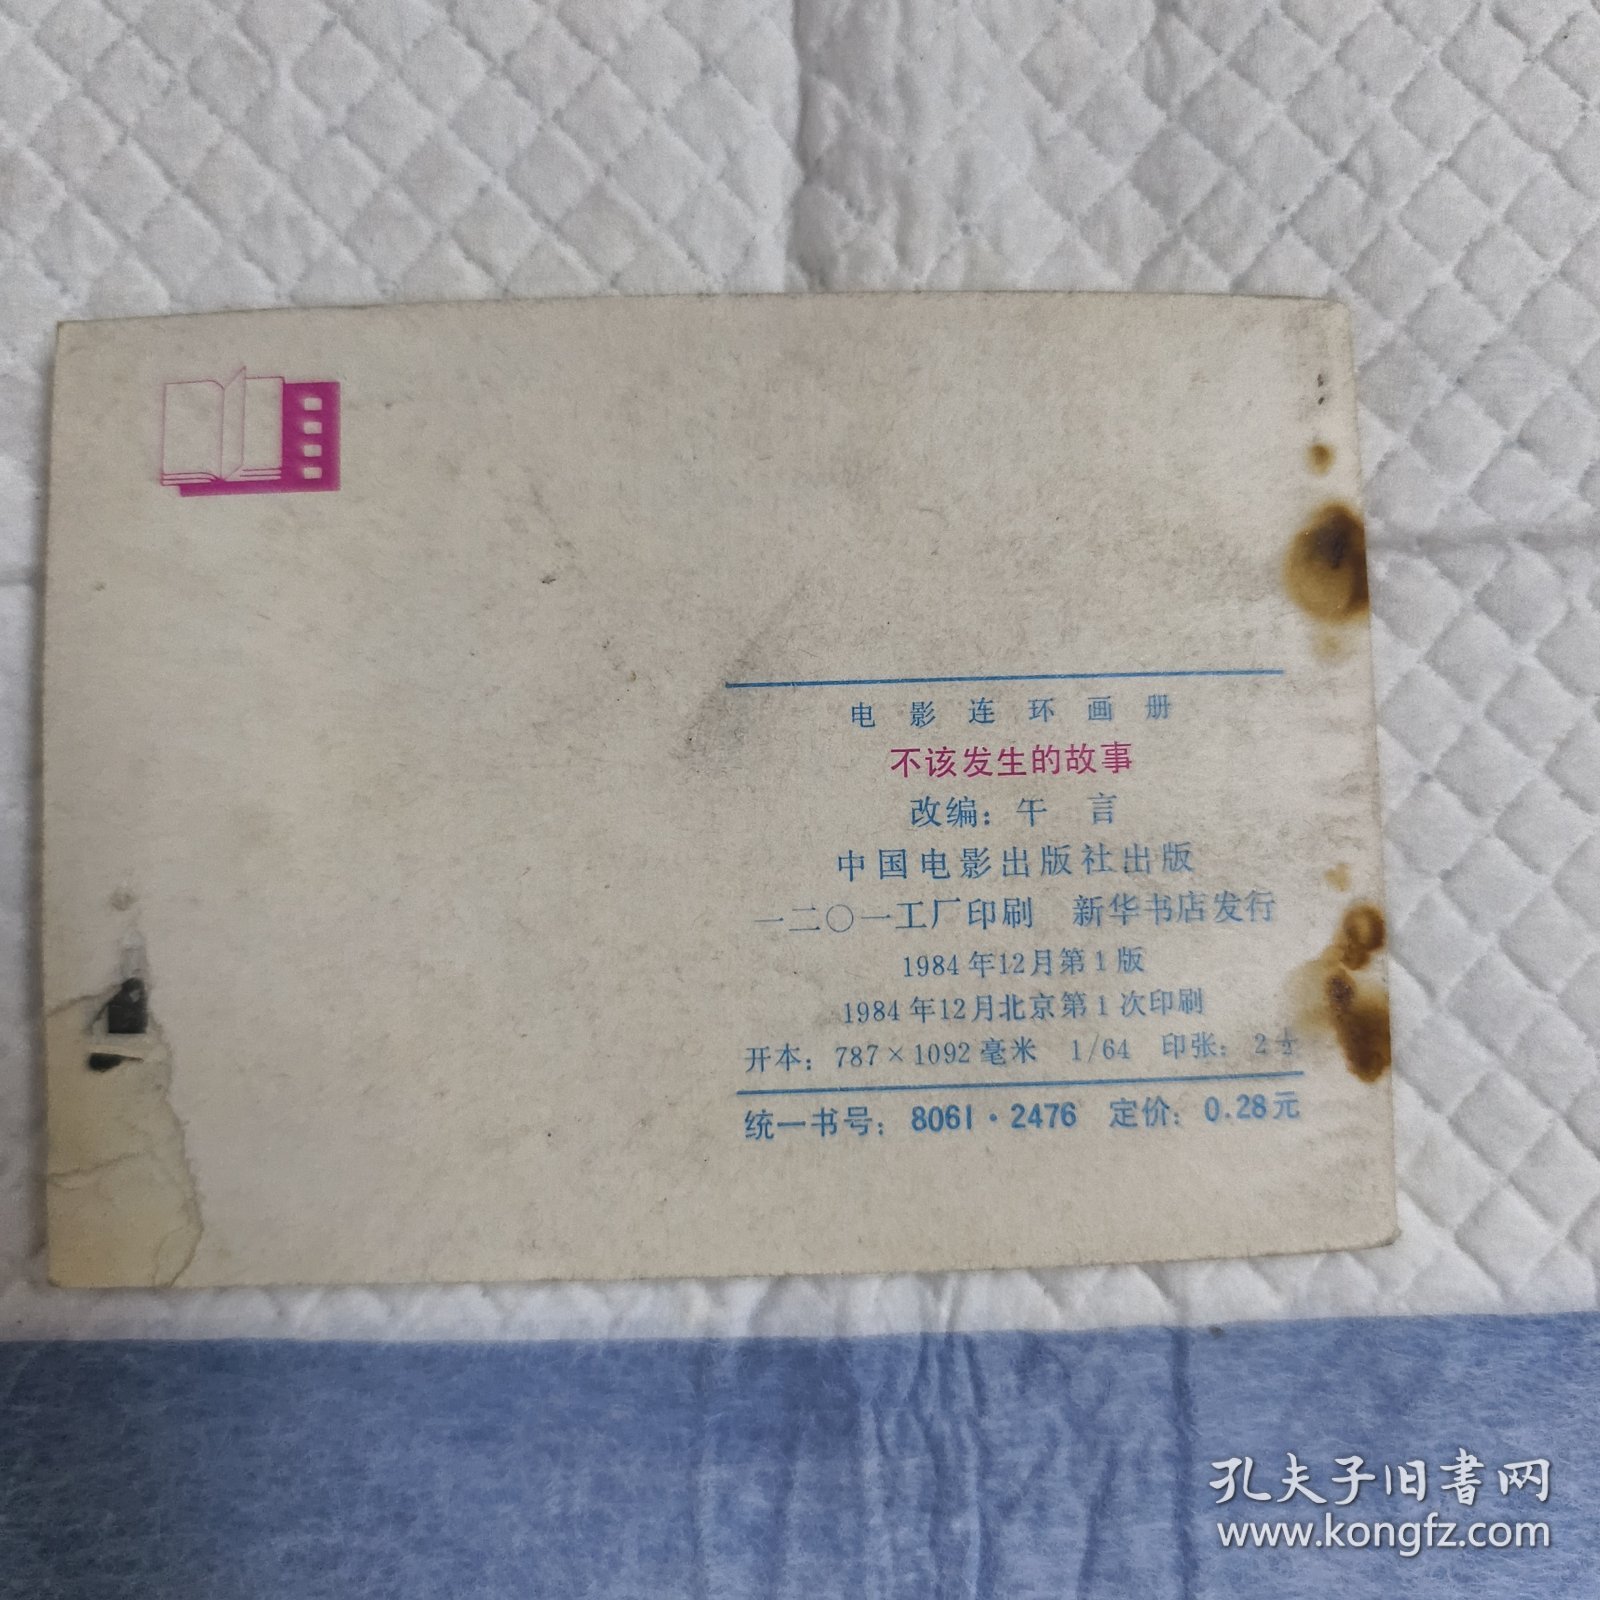 电影连环画册
不该发生的故事
改编：午 言
中国电影出版社出版
一二〇一工厂印刷 新华书店发行
1984年12月第1版
1984年12月北京第1次印刷
开本：787×1092毫米 1/64 印张：2½
统一书号：8061·2476 定价：0.28元
孔夫子旧书网
www.kongfz.com